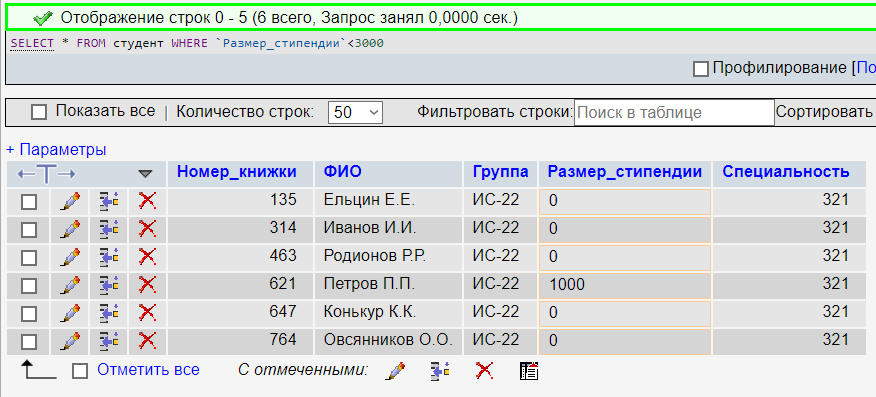 Отображение строк 0 - 5 (6 всего, Запрос занял 0,0000 сек.)
SELECT * FROM студент WHERE `Размер_стипендии`<3000
Профилирование [По
Показать все | Количество строк: 50 Фильтровать строки: Поиск в таблице Сортировать
+ Параметры
←T→ Номер_книжки ФИО Группа Размер_стипендии Специальность
135 Ельцин Е.Е. ИС-22 0 321
314 Иванов И.И. ИС-22 0 321
463 Родионов Р.Р. ИС-22 0 321
621 Петров П.П. ИС-22 1000 321
647 Конькур К.К. ИС-22 0 321
764 Овсянников О.О. ИС-22 0 321
Отметить все С отмеченными: